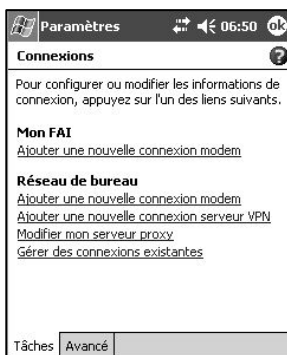 Paramètres 06:50 ok
Connexions ?
Pour configurer ou modifier les informations de
connexion, appuyez sur l'un des liens suivants.
Mon FAI
Ajouter une nouvelle connexion modem
Réseau de bureau
Ajouter une nouvelle connexion modem
Ajouter une nouvelle connexion serveur VPN
Modifier mon serveur proxy
Gérer des connexions existantes
Tâches Avancé